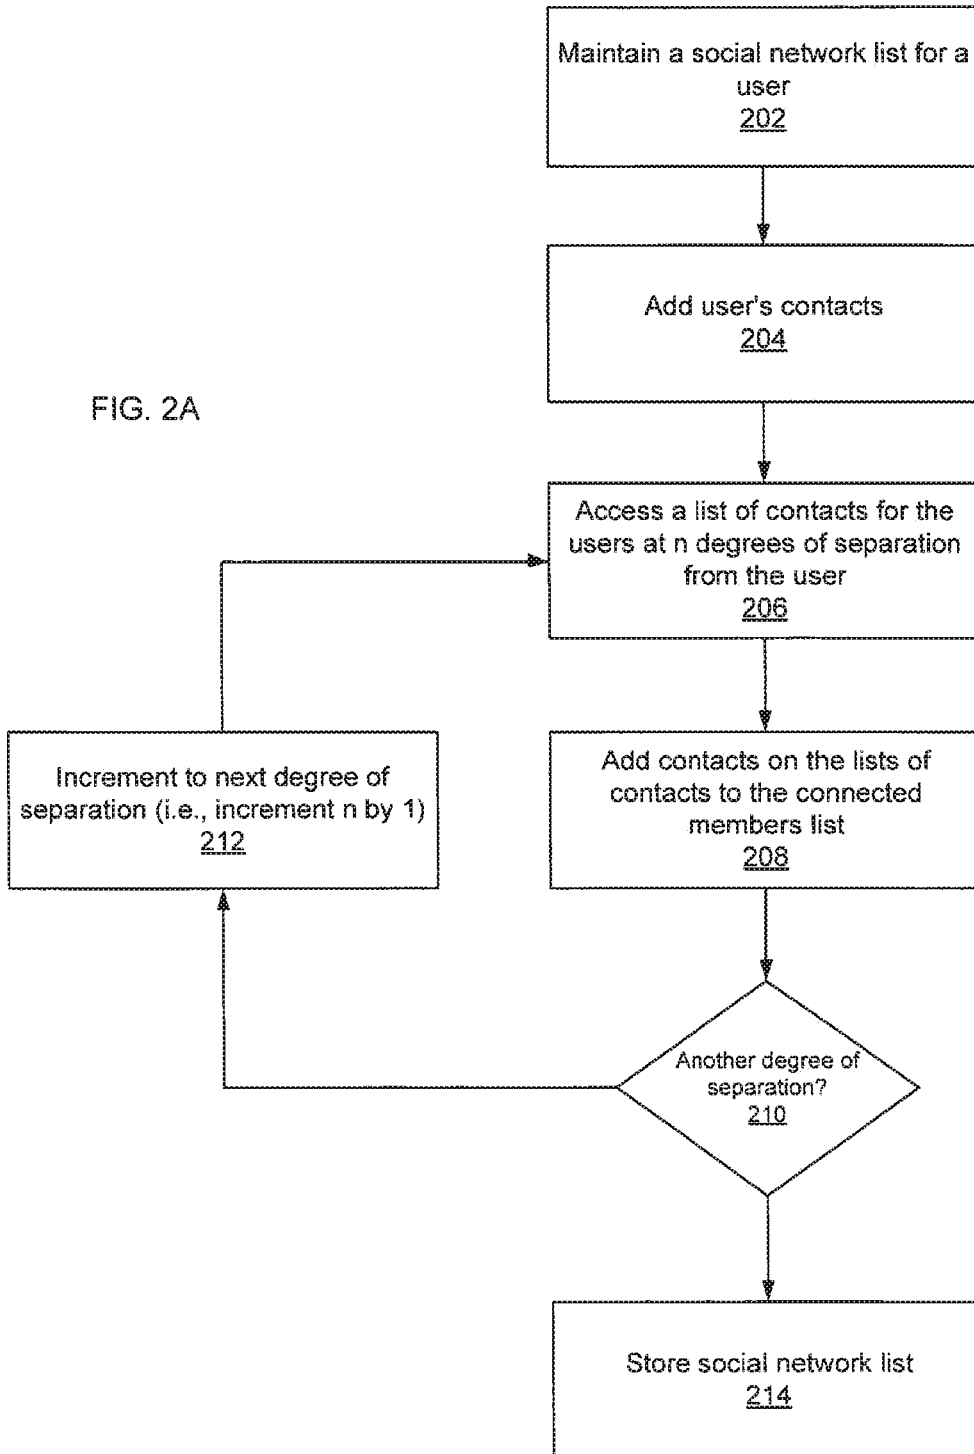 Maintain a social network list for a
user
202
Add user's contacts
204
FIG. 2A
Access a list of contacts for the
users at n degrees of separation
from the user
206
Increment to next degree of
separation (i.e., increment n by 1)
212
Add contacts on the lists of
contacts to the connected
members list
208
Another degree of
separation?
210
Store social network list
214